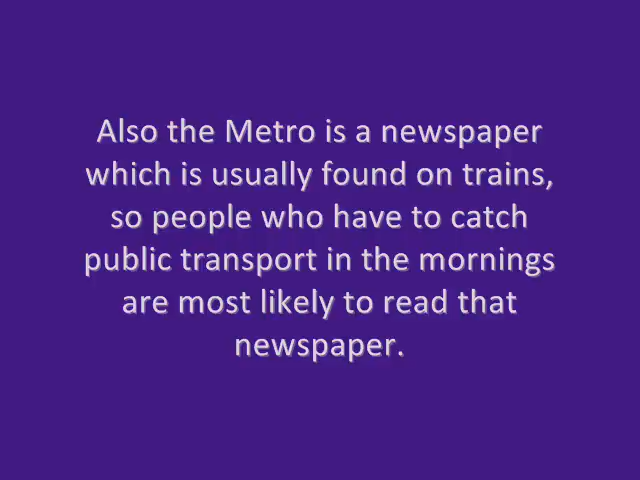 Also the Metro is a newspaper
which is usually found on trains,
so people who have to catch
public transport in the mornings
are most likely to read that
newspaper.